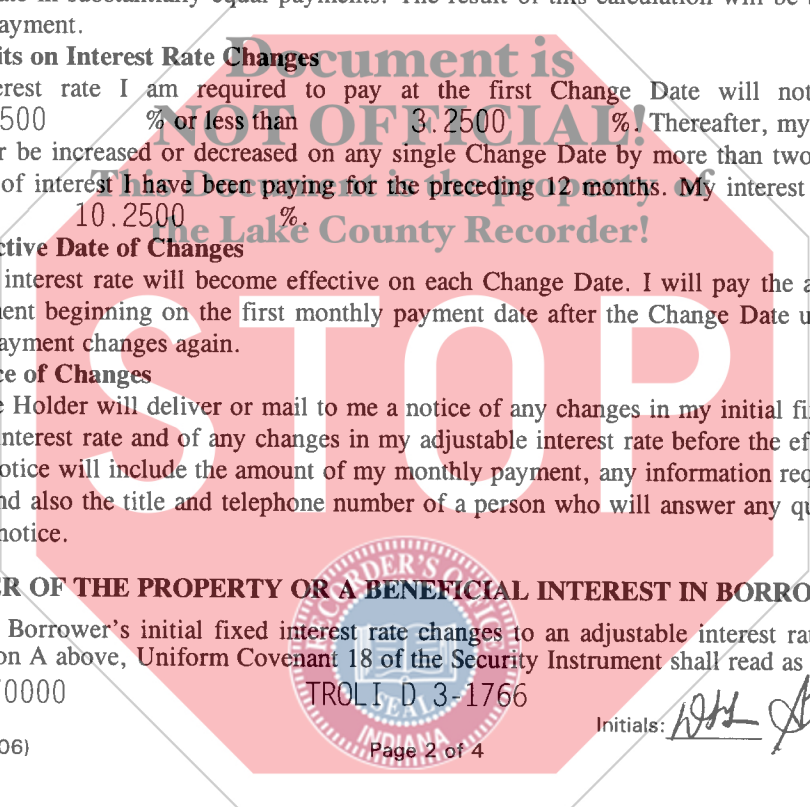 ayment.
its on Interest Rate Changes
Document is
erest rate I am required to pay at the first Change Date will not
500 % or less than 3.2500 %. Thereafter, my
NOT OFFICIAL!
r be increased or decreased on any single Change Date by more than two
This Document is the property of
of interest I have been paying for the preceding 12 months. My interest
10.2500 %.
the Lake County Recorder!
ctive Date of Changes
interest rate will become effective on each Change Date. I will pay the a
ent beginning on the first monthly payment date after the Change Date u
ayment changes again.
ce of Changes
e Holder will deliver or mail to me a notice of any changes in my initial fi
interest rate and of any changes in my adjustable interest rate before the ef
otice will include the amount of my monthly payment, any information req
nd also the title and telephone number of a person who will answer any qu
notice.
STOP
ER OF THE PROPERTY OR A BENEFICIAL INTEREST IN BORRO
RECORDER'S OFFICE
Borrower's initial fixed interest rate changes to an adjustable interest ra
on A above, Uniform Covenant 18 of the Security Instrument shall read as
0000 TROLI D 3-1766
SEAL
INDIANA
Initials:
06) Page 2 of 4